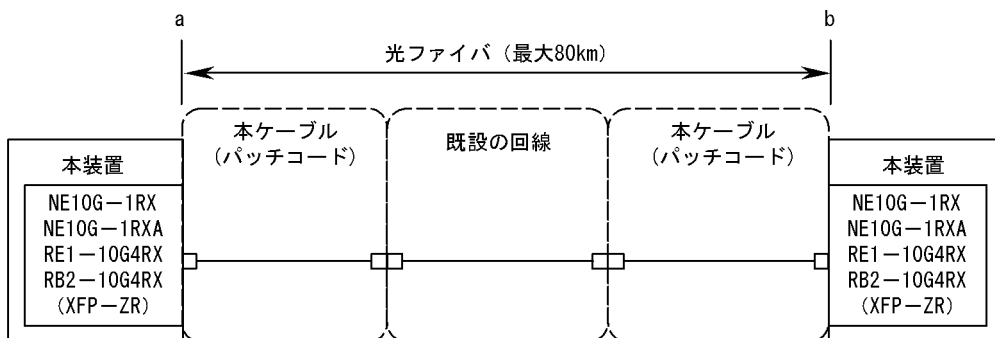 a
b
光ファイバ（最大80km）
本ケーブル
（パッチコード）
既設の回線
本ケーブル
（パッチコード）
本装置
NE10G－1RX
NE10G－1RXA
RE1－10G4RX
RB2－10G4RX
（XFP－ZR）
本装置
NE10G－1RX
NE10G－1RXA
RE1－10G4RX
RB2－10G4RX
（XFP－ZR）